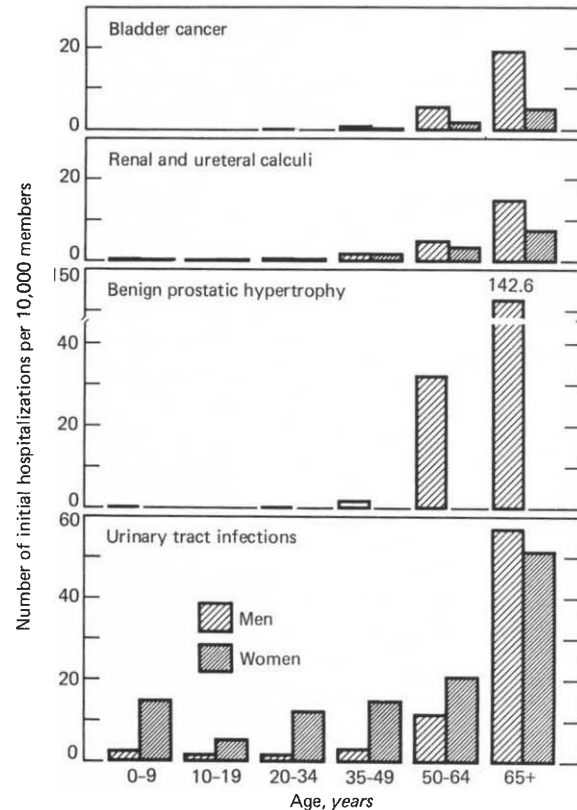 Number of initial hospitalizations per 10,000 members
Bladder cancer
20
0
Renal and ureteral calculi
20
0
150
Benign prostatic hypertrophy
142.6
40
20
0
60
Urinary tract infections
40
Men
Women
20
0
0-9 10-19 20-34 35-49 50-64 65+
Age, years